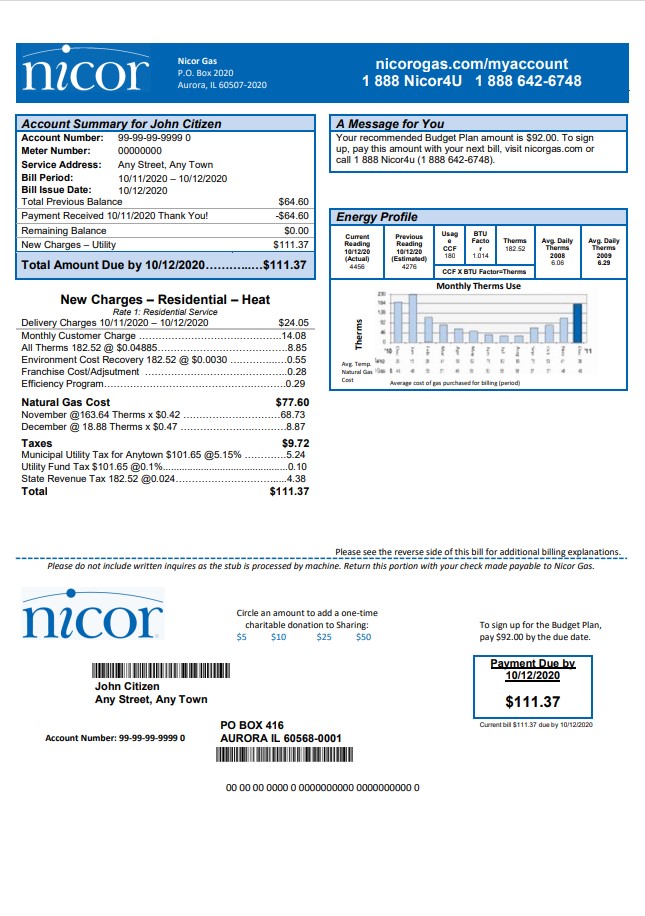 nicor
Nicor Gas
P.O. Box 2020
Aurora, IL 60507-2020
nicorogas.com/myaccount
1 888 Nicor4U 1 888 642-6748
Account Summary for John Citizen
Account Number: 99-99-99-9999 0
Meter Number: 00000000
Service Address: Any Street, Any Town
Bill Period: 10/11/2020 – 10/12/2020
Bill Issue Date: 10/12/2020
Total Previous Balance $64.60
Payment Received 10/11/2020 Thank You! -$64.60
Remaining Balance $0.00
New Charges – Utility $111.37
Total Amount Due by 10/12/2020…………….$111.37
A Message for You
Your recommended Budget Plan amount is $92.00. To sign
up, pay this amount with your next bill, visit nicorgas.com or
call 1 888 Nicor4u (1 888 642-6748).
Energy Profile
Current Reading 10/12/20 (Actual) 4456
Previous Reading 10/12/20 (Estimated) 4276
Usag e CCF 180
BTU Facto r 1.014
Therms 182.52
CCF X BTU Factor=Therms
Avg. Daily Therms 2008 6.06
Avg. Daily Therms 2009 6.29
Monthly Therms Use
Therms
'10 '11
Avg. Temp.
Natural Gas
Cost
Average cost of gas purchased for billing (period)
New Charges – Residential – Heat
Rate 1: Residential Service
Delivery Charges 10/11/2020 – 10/12/2020 $24.05
Monthly Customer Charge ……………………………………14.08
All Therms 182.52 @ $0.04885…………………………………..8.85
Environment Cost Recovery 182.52 @ $0.0030 ……………..0.55
Franchise Cost/Adjsutment ……………………………………0.28
Efficiency Program………………………………………………0.29
Natural Gas Cost $77.60
November @163.64 Therms x $0.42 …………………………68.73
December @ 18.88 Therms x $0.47 …………………………..8.87
Taxes $9.72
Municipal Utility Tax for Anytown $101.65 @5.15% …………..5.24
Utility Fund Tax $101.65 @0.1%..............................................0.10
State Revenue Tax 182.52 @0.024……………………………4.38
Total $111.37
Please see the reverse side of this bill for additional billing explanations.
Please do not include written inquires as the stub is processed by machine. Return this portion with your check made payable to Nicor Gas.
nicor
Circle an amount to add a one-time
charitable donation to Sharing:
$5 $10 $25 $50
To sign up for the Budget Plan,
pay $92.00 by the due date.
Payment Due by
10/12/2020
$111.37
Current bill $111.37 due by 10/12/2020
John Citizen
Any Street, Any Town
Account Number: 99-99-99-9999 0
PO BOX 416
AURORA IL 60568-0001
00 00 00 0000 0 0000000000 0000000000 0